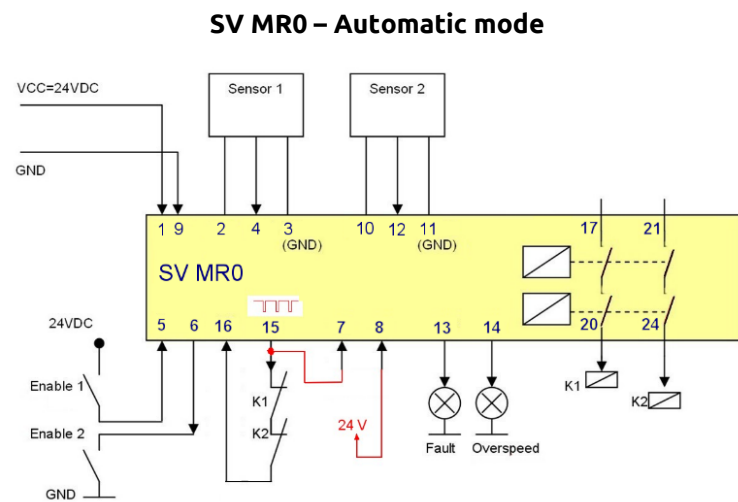 SV MR0 – Automatic mode
VCC=24VDC
Sensor 1
Sensor 2
GND
1 9 2 4 3 10 12 11 17 21
(GND) (GND)
SV MR0
24VDC
5 6 16 15 7 8 13 14 20 24
Enable 1
K1
K1
K2
Enable 2
K2
24 V
Fault Overspeed
GND